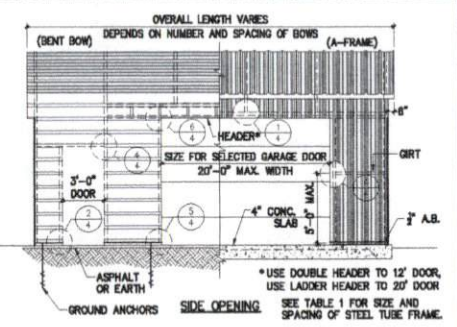 OVERALL LENGTH VARIES
(BENT BOW) DEPENDS ON NUMBER AND SPACING OF BOWS (A-FRAME)
6"
6/4 HEADER* 1/4
SIZE FOR SELECTED GARAGE DOOR
20'-0" MAX. WIDTH
GIRT
3'-0"
DOOR
5'-0" MAX.
2/4
5/4
4" CONC.
SLAB
½" A.B.
ASPHALT
OR EARTH
GROUND ANCHORS
*USE DOUBLE HEADER TO 12' DOOR,
USE LADDER HEADER TO 20' DOOR
SIDE OPENING
SEE TABLE 1 FOR SIZE AND
SPACING OF STEEL TUBE FRAME.